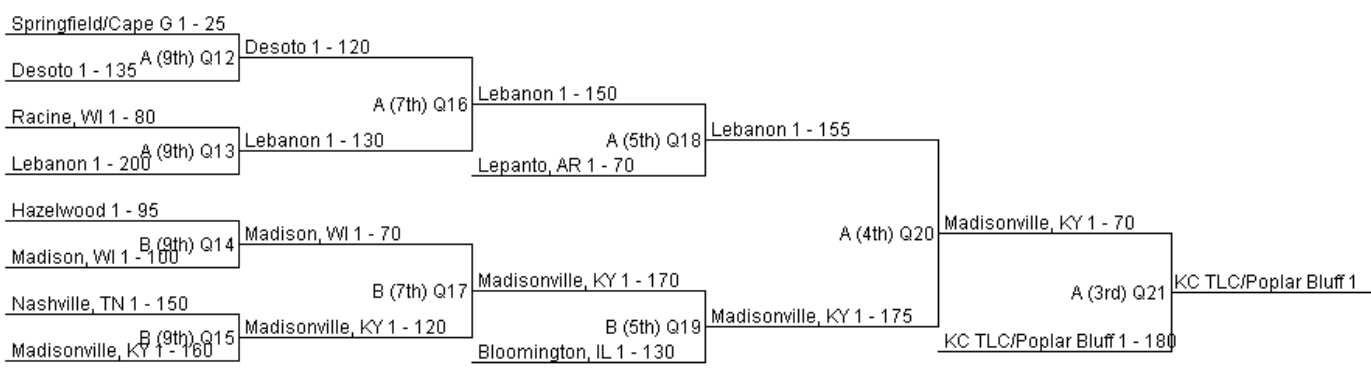 Springfield/Cape G 1 - 25
A (9th) Q12
Desoto 1 - 135
Desoto 1 - 120
A (7th) Q16
Racine, WI 1 - 80
A (9th) Q13
Lebanon 1 - 200
Lebanon 1 - 130
Lebanon 1 - 150
A (5th) Q18
Lepanto, AR 1 - 70
Lebanon 1 - 155
A (4th) Q20
Hazelwood 1 - 95
B (9th) Q14
Madison, WI 1 - 100
Madison, WI 1 - 70
B (7th) Q17
Nashville, TN 1 - 150
B (9th) Q15
Madisonville, KY 1 - 160
Madisonville, KY 1 - 120
Madisonville, KY 1 - 170
B (5th) Q19
Bloomington, IL 1 - 130
Madisonville, KY 1 - 175
Madisonville, KY 1 - 70
A (3rd) Q21
KC TLC/Poplar Bluff 1 - 180
KC TLC/Poplar Bluff 1